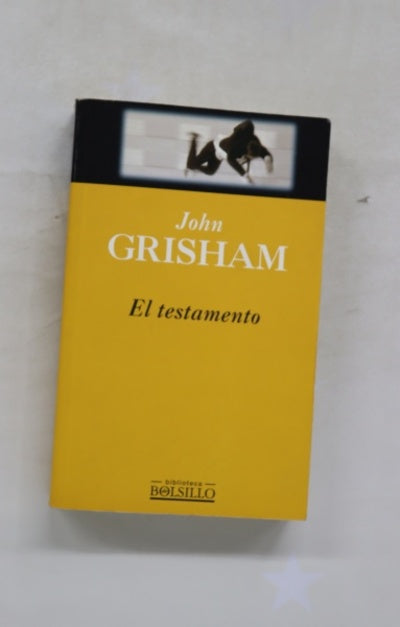 John
GRISHAM
El testamento
biblioteca
BOLSILLO